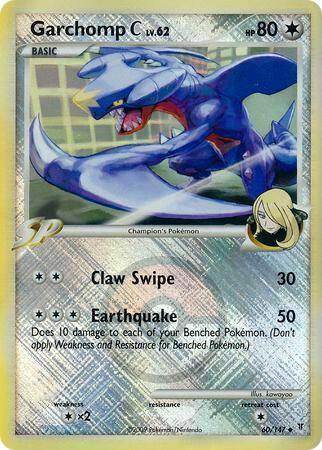 Garchomp C LV.62 HP 80
BASIC
Champion's Pokémon
SP
Claw Swipe 30
Earthquake 50
Does 10 damage to each of your Benched Pokémon. (Don't
apply Weakness and Resistance for Benched Pokémon.)
Illus. kawayoo
weakness resistance retreat cost
×2
©2009 Pokémon/Nintendo 60/147